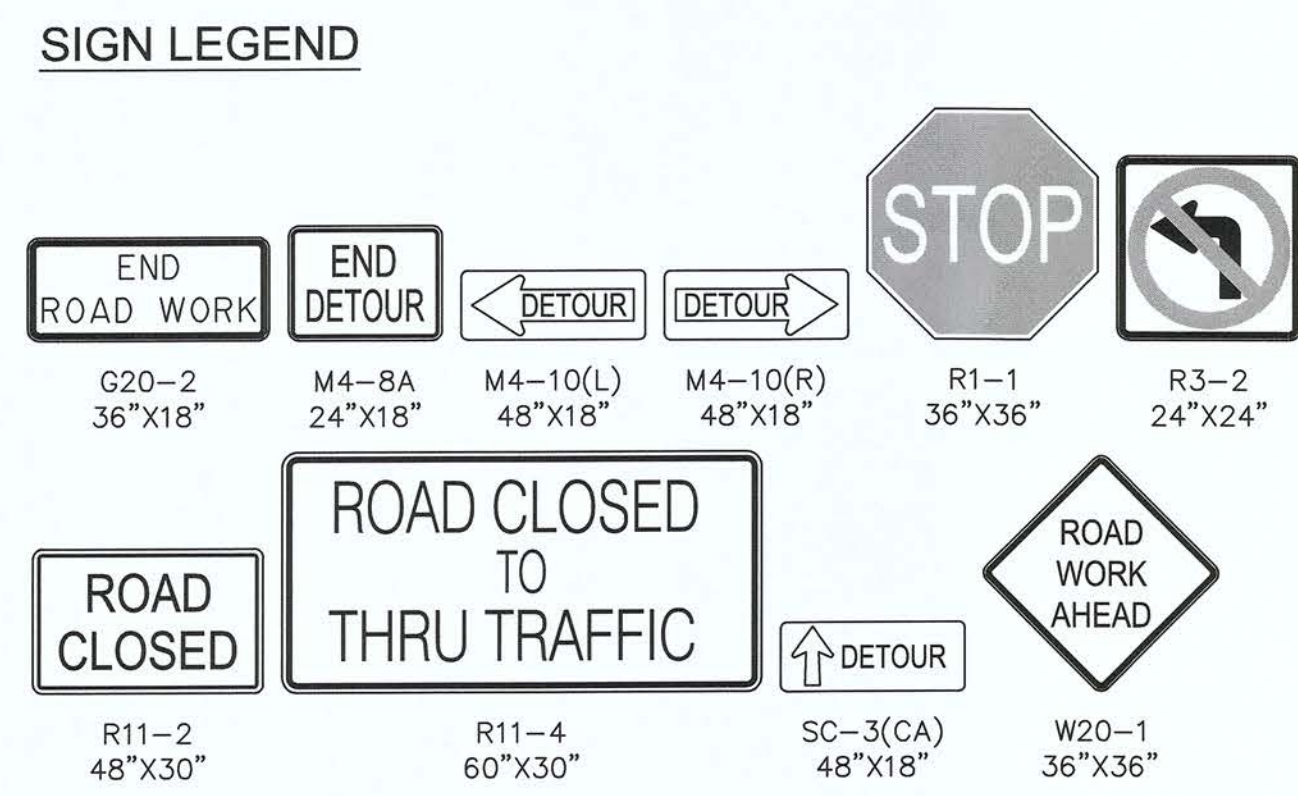 SIGN LEGEND
END
ROAD WORK
G20-2
36"X18"
END
DETOUR
M4-8A
24"X18"
DETOUR
M4-10(L)
48"X18"
DETOUR
M4-10(R)
48"X18"
STOP
R1-1
36"X36"
R3-2
24"X24"
ROAD
CLOSED
R11-2
48"X30"
ROAD CLOSED
TO
THRU TRAFFIC
R11-4
60"X30"
DETOUR
SC-3(CA)
48"X18"
ROAD
WORK
AHEAD
W20-1
36"X36"